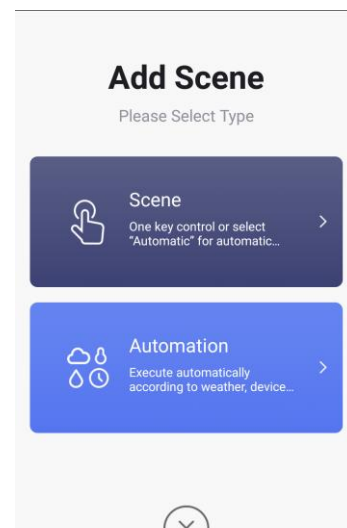 Add Scene
Please Select Type
Scene
One key control or select
"Automatic" for automatic...
Automation
Execute automatically
according to weather, device...